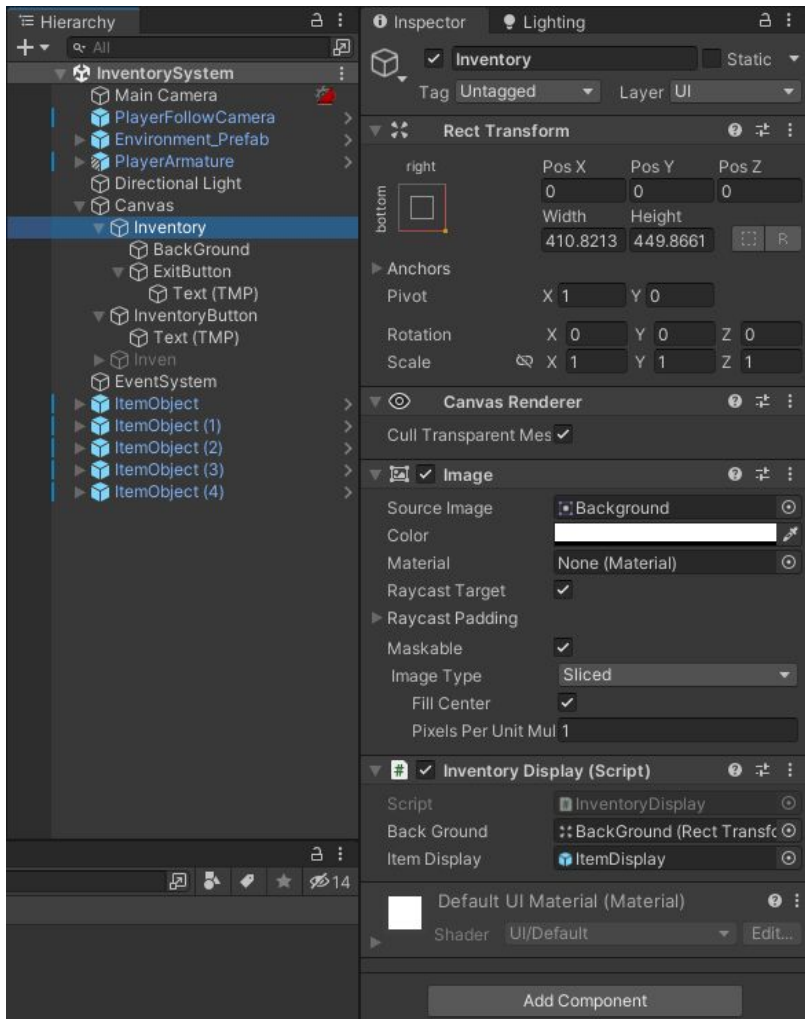 Hierarchy
All
InventorySystem
Main Camera
PlayerFollowCamera
Environment_Prefab
PlayerArmature
Directional Light
Canvas
Inventory
BackGround
ExitButton
Text (TMP)
InventoryButton
Text (TMP)
Inven
EventSystem
ItemObject
ItemObject (1)
ItemObject (2)
ItemObject (3)
ItemObject (4)
14
Inspector Lighting
Inventory Static
Tag Untagged Layer UI
Rect Transform
right Pos X Pos Y Pos Z
bottom 0 0 0
Width Height
410.8213 449.8661 R
Anchors
Pivot X 1 Y 0
Rotation X 0 Y 0 Z 0
Scale X 1 Y 1 Z 1
Canvas Renderer
Cull Transparent Mes
Image
Source Image Background
Color
Material None (Material)
Raycast Target
Raycast Padding
Maskable
Image Type Sliced
Fill Center
Pixels Per Unit Mul 1
# Inventory Display (Script)
Script # InventoryDisplay
Back Ground BackGround (Rect Transfo
Item Display ItemDisplay
Default UI Material (Material)
Shader UI/Default Edit...
Add Component